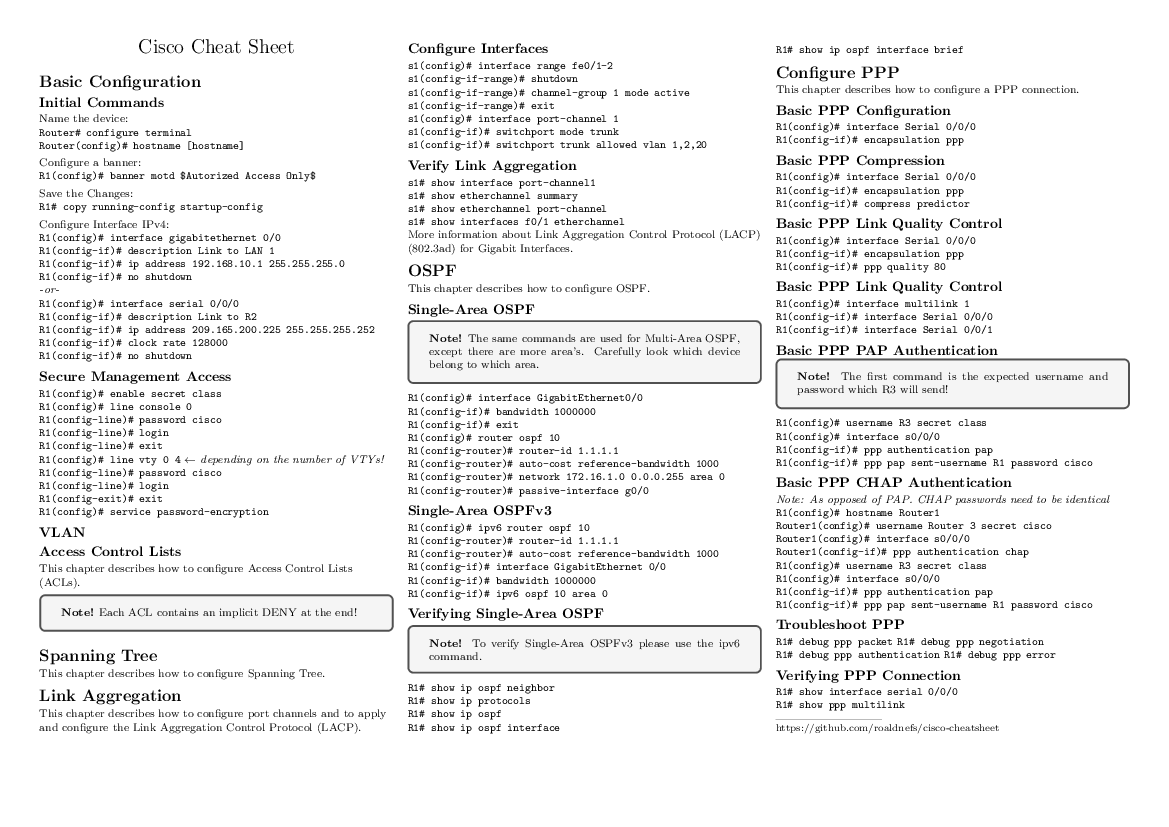 Cisco Cheat Sheet
Basic Configuration
Initial Commands
Name the device:
Router# configure terminal
Router(config)# hostname [hostname]
Configure a banner:
R1(config)# banner motd $Autorized Access Only$
Save the Changes:
R1# copy running-config startup-config
Configure Interface IPv4:
R1(config)# interface gigabitethernet 0/0
R1(config-if)# description Link to LAN 1
R1(config-if)# ip address 192.168.10.1 255.255.255.0
R1(config-if)# no shutdown
-or-
R1(config)# interface serial 0/0/0
R1(config-if)# description Link to R2
R1(config-if)# ip address 209.165.200.225 255.255.255.252
R1(config-if)# clock rate 128000
R1(config-if)# no shutdown
Secure Management Access
R1(config)# enable secret class
R1(config)# line console 0
R1(config-line)# password cisco
R1(config-line)# login
R1(config-line)# exit
R1(config)# line vty 0 4 ← depending on the number of VTYs!
R1(config-line)# password cisco
R1(config-line)# login
R1(config-exit)# exit
R1(config)# service password-encryption
VLAN
Access Control Lists
This chapter describes how to configure Access Control Lists
(ACLs).
Note! Each ACL contains an implicit DENY at the end!
Spanning Tree
This chapter describes how to configure Spanning Tree.
Link Aggregation
This chapter describes how to configure port channels and to apply
and configure the Link Aggregation Control Protocol (LACP).
Configure Interfaces
s1(config)# interface range fe0/1-2
s1(config-if-range)# shutdown
s1(config-if-range)# channel-group 1 mode active
s1(config-if-range)# exit
s1(config)# interface port-channel 1
s1(config-if)# switchport mode trunk
s1(config-if)# switchport trunk allowed vlan 1,2,20
Verify Link Aggregation
s1# show interface port-channel1
s1# show etherchannel summary
s1# show etherchannel port-channel
s1# show interfaces f0/1 etherchannel
More information about Link Aggregation Control Protocol (LACP)
(802.3ad) for Gigabit Interfaces.
OSPF
This chapter describes how to configure OSPF.
Single-Area OSPF
Note! The same commands are used for Multi-Area OSPF,
except there are more area's. Carefully look which device
belong to which area.
R1(config)# interface GigabitEthernet0/0
R1(config-if)# bandwidth 1000000
R1(config-if)# exit
R1(config)# router ospf 10
R1(config-router)# router-id 1.1.1.1
R1(config-router)# auto-cost reference-bandwidth 1000
R1(config-router)# network 172.16.1.0 0.0.0.255 area 0
R1(config-router)# passive-interface g0/0
Single-Area OSPFv3
R1(config)# ipv6 router ospf 10
R1(config-router)# router-id 1.1.1.1
R1(config-router)# auto-cost reference-bandwidth 1000
R1(config-router)# interface GigabitEthernet 0/0
R1(config-if)# bandwidth 1000000
R1(config-if)# ipv6 ospf 10 area 0
Verifying Single-Area OSPF
Note! To verify Single-Area OSPFv3 please use the ipv6
command.
R1# show ip ospf neighbor
R1# show ip protocols
R1# show ip ospf
R1# show ip ospf interface
R1# show ip ospf interface brief
Configure PPP
This chapter describes how to configure a PPP connection.
Basic PPP Configuration
R1(config)# interface Serial 0/0/0
R1(config-if)# encapsulation ppp
Basic PPP Compression
R1(config)# interface Serial 0/0/0
R1(config-if)# encapsulation ppp
R1(config-if)# compress predictor
Basic PPP Link Quality Control
R1(config)# interface Serial 0/0/0
R1(config-if)# encapsulation ppp
R1(config-if)# ppp quality 80
Basic PPP Link Quality Control
R1(config)# interface multilink 1
R1(config-if)# interface Serial 0/0/0
R1(config-if)# interface Serial 0/0/1
Basic PPP PAP Authentication
Note! The first command is the expected username and
password which R3 will send!
R1(config)# username R3 secret class
R1(config)# interface s0/0/0
R1(config-if)# ppp authentication pap
R1(config-if)# ppp pap sent-username R1 password cisco
Basic PPP CHAP Authentication
Note: As opposed of PAP. CHAP passwords need to be identical
R1(config)# hostname Router1
Router1(config)# username Router 3 secret cisco
Router1(config)# interface s0/0/0
Router1(config-if)# ppp authentication chap
R1(config)# username R3 secret class
R1(config)# interface s0/0/0
R1(config-if)# ppp authentication pap
R1(config-if)# ppp pap sent-username R1 password cisco
Troubleshoot PPP
R1# debug ppp packet R1# debug ppp negotiation
R1# debug ppp authentication R1# debug ppp error
Verifying PPP Connection
R1# show interface serial 0/0/0
R1# show ppp multilink
https://github.com/roaldnefs/cisco-cheatsheet